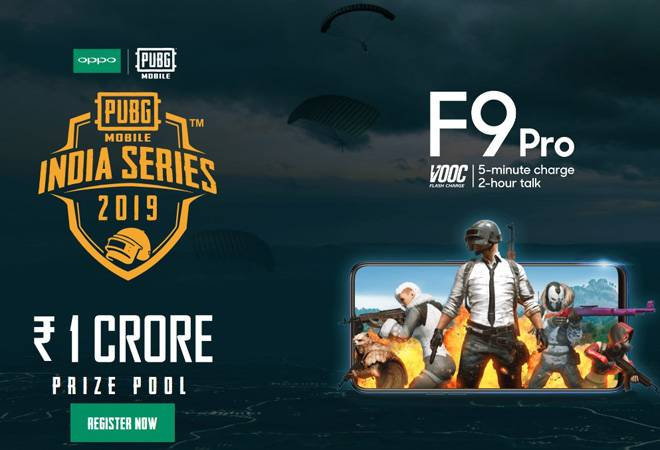 oppo
PUBG
MOBILE
PUBG
MOBILE
TM
INDIA SERIES
2019
₹ 1 CRORE
PRIZE POOL
REGISTER NOW
F9 Pro
VOOC
FLASH CHARGE
5-minute charge
2-hour talk